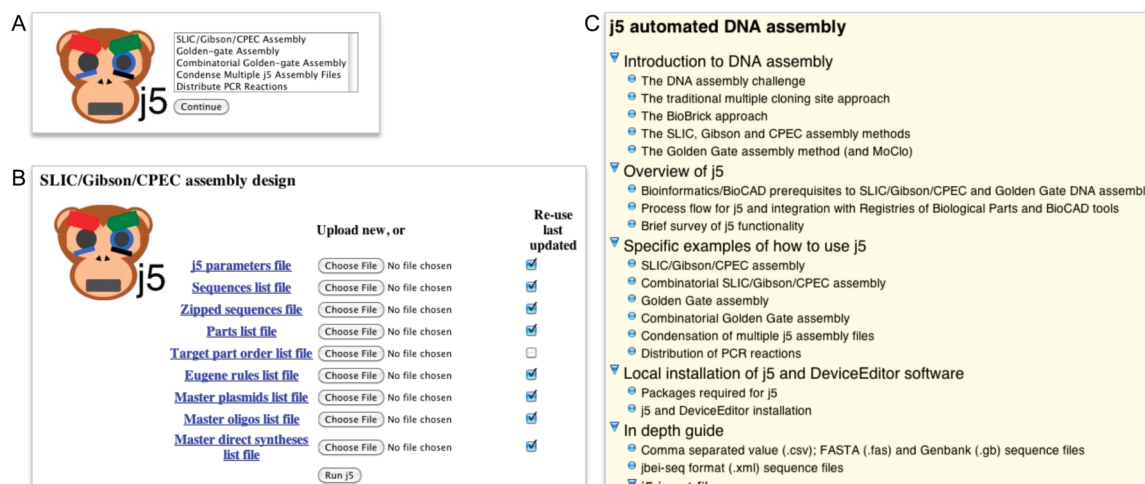 A
SLIC/Gibson/CPEC Assembly
Golden-gate Assembly
Combinatorial Golden-gate Assembly
Condense Multiple j5 Assembly Files
Distribute PCR Reactions
j5
Continue
B
SLIC/Gibson/CPEC assembly design
j5
Upload new, or
Re-use
last
updated
j5 parameters file Choose File No file chosen
Sequences list file Choose File No file chosen
Zipped sequences file Choose File No file chosen
Parts list file Choose File No file chosen
Target part order list file Choose File No file chosen
Eugene rules list file Choose File No file chosen
Master plasmids list file Choose File No file chosen
Master oligos list file Choose File No file chosen
Master direct syntheses
list file Choose File No file chosen
Run j5
C
j5 automated DNA assembly
Introduction to DNA assembly
The DNA assembly challenge
The traditional multiple cloning site approach
The BioBrick approach
The SLIC, Gibson and CPEC assembly methods
The Golden Gate assembly method (and MoClo)
Overview of j5
Bioinformatics/BioCAD prerequisites to SLIC/Gibson/CPEC and Golden Gate DNA assembl
Process flow for j5 and integration with Registries of Biological Parts and BioCAD tools
Brief survey of j5 functionality
Specific examples of how to use j5
SLIC/Gibson/CPEC assembly
Combinatorial SLIC/Gibson/CPEC assembly
Golden Gate assembly
Combinatorial Golden Gate assembly
Condensation of multiple j5 assembly files
Distribution of PCR reactions
Local installation of j5 and DeviceEditor software
Packages required for j5
j5 and DeviceEditor installation
In depth guide
Comma separated value (.csv); FASTA (.fas) and Genbank (.gb) sequence files
jbei-seq format (.xml) sequence files